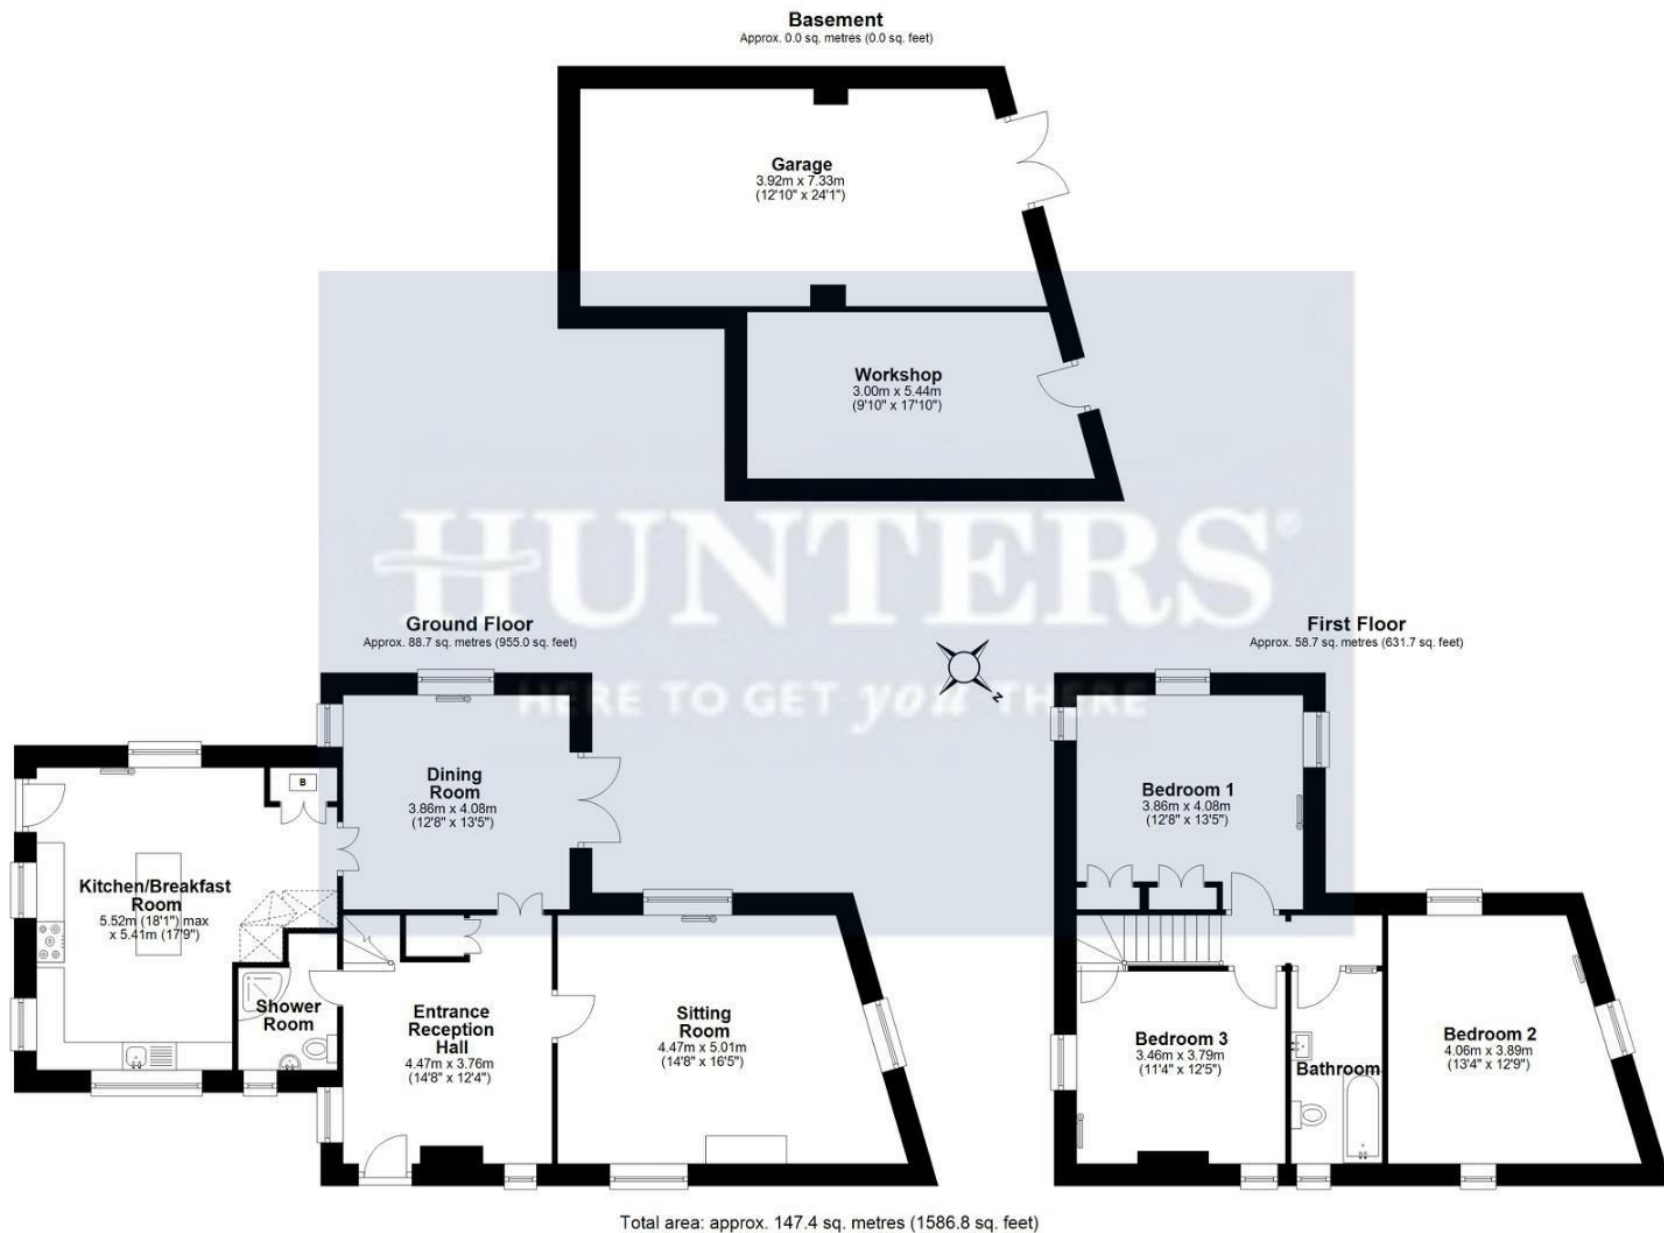 Basement
Approx. 0.0 sq. metres (0.0 sq. feet)
Garage
3.92m x 7.33m
(12'10" x 24'1")
Workshop
3.00m x 5.44m
(9'10" x 17'10")
HUNTERS®
HERE TO GET you THERE
Ground Floor
Approx. 88.7 sq. metres (955.0 sq. feet)
N
B
Dining
Room
3.86m x 4.08m
(12'8" x 13'5")
Kitchen/Breakfast
Room
5.52m (18'1") max
x 5.41m (17'9")
Shower
Room
Entrance
Reception
Hall
4.47m x 3.76m
(14'8" x 12'4")
Sitting
Room
4.47m x 5.01m
(14'8" x 16'5")
First Floor
Approx. 58.7 sq. metres (631.7 sq. feet)
Bedroom 1
3.86m x 4.08m
(12'8" x 13'5")
Bedroom 3
3.46m x 3.79m
(11'4" x 12'5")
Bathroom
Bedroom 2
4.06m x 3.89m
(13'4" x 12'9")
Total area: approx. 147.4 sq. metres (1586.8 sq. feet)